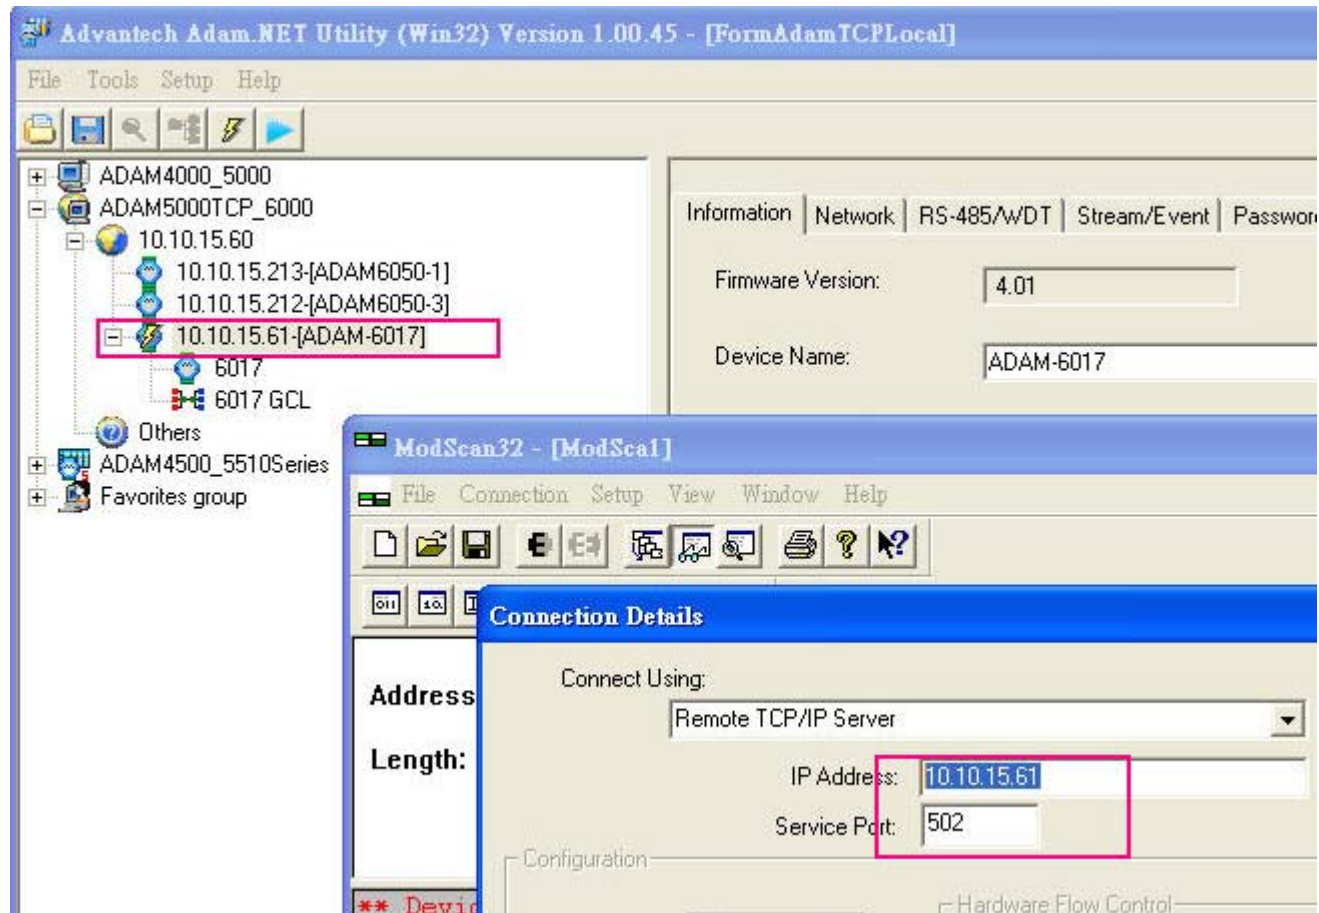 Advantech Adam.NET Utility (Win32) Version 1.00.45 - [FormAdamTCPLocal]
File Tools Setup Help
ADAM4000_5000
ADAM5000TCP_6000
10.10.15.60
10.10.15.213-[ADAM6050-1]
10.10.15.212-[ADAM6050-3]
10.10.15.61-[ADAM-6017]
6017
6017 GCL
Others
ADAM4500_5510Series
Favorites group
Information Network RS-485/WDT Stream/Event Passwor
Firmware Version: 4.01
Device Name: ADAM-6017
ModScan32 - [ModSca1]
File Connection Setup View Window Help
Address
Length:
** Devic
Connection Details
Connect Using:
Remote TCP/IP Server
IP Address: 10.10.15.61
Service Port: 502
Configuration
Hardware Flow Control